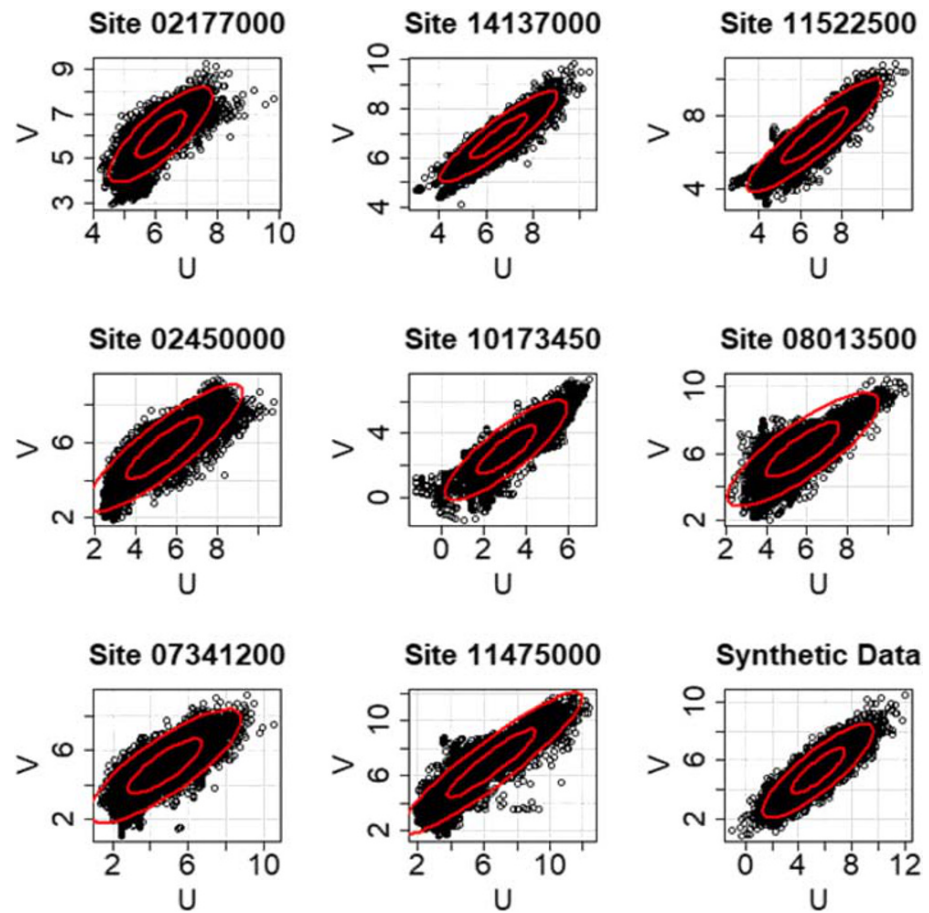 Site 02177000 Site 14137000 Site 11522500
9 10
7 8 8
V 5 V 6 V
3 4 4
4 6 8 10 4 6 8 4 6 8
U U U
Site 02450000 Site 10173450 Site 08013500
10
V 6 V 4 V 6
2 0 2
2 4 6 8 0 2 4 6 2 4 6 8
U U U
Site 07341200 Site 11475000 Synthetic Data
10 10
V 6 V 6 V 6
2 2 2
2 6 10 2 6 10 0 4 8 12
U U U